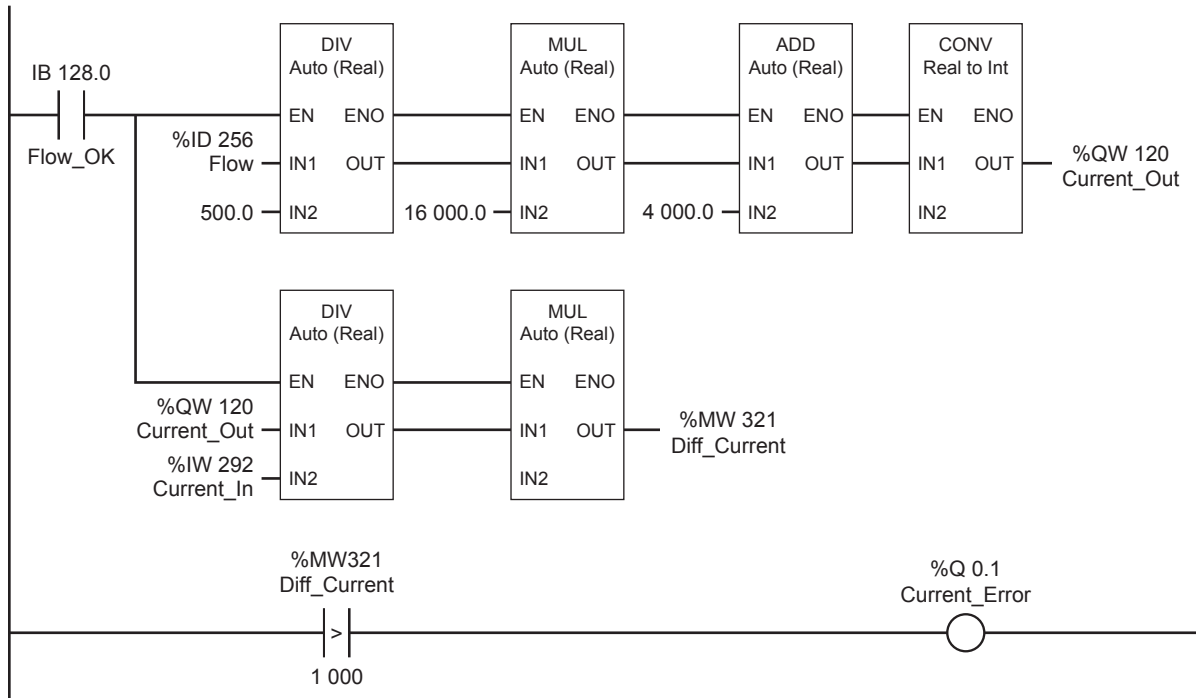 DIV
Auto (Real)
MUL
Auto (Real)
ADD
Auto (Real)
CONV
Real to Int
IB 128.0
Flow_OK
EN ENO
EN ENO
EN ENO
EN ENO
%ID 256
Flow
IN1 OUT
IN1 OUT
IN1 OUT
IN1 OUT
%QW 120
Current_Out
500.0
IN2
16 000.0
IN2
4 000.0
IN2
IN2
DIV
Auto (Real)
MUL
Auto (Real)
EN ENO
EN ENO
%QW 120
Current_Out
IN1 OUT
IN1 OUT
%MW 321
Diff_Current
%IW 292
Current_In
IN2
IN2
%MW321
Diff_Current
>
1 000
%Q 0.1
Current_Error